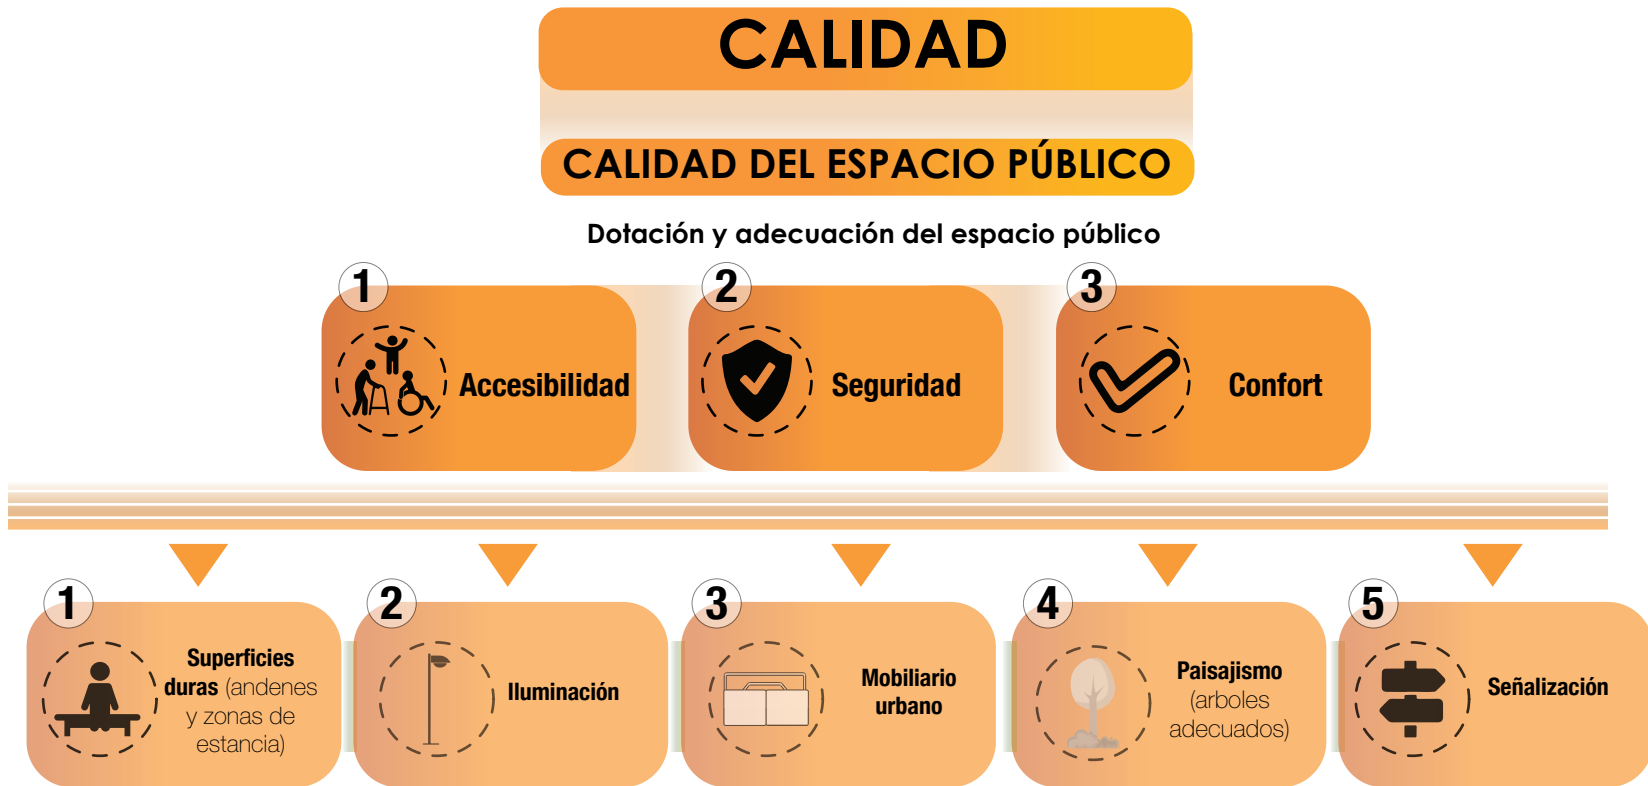 CALIDAD
CALIDAD DEL ESPACIO PÚBLICO
Dotación y adecuación del espacio público
1
Accesibilidad
2
Seguridad
3
Confort
1
Superficies
duras (andenes
y zonas de
estancia)
2
Iluminación
3
Mobiliario
urbano
4
Paisajismo
(arboles
adecuados)
5
Señalización